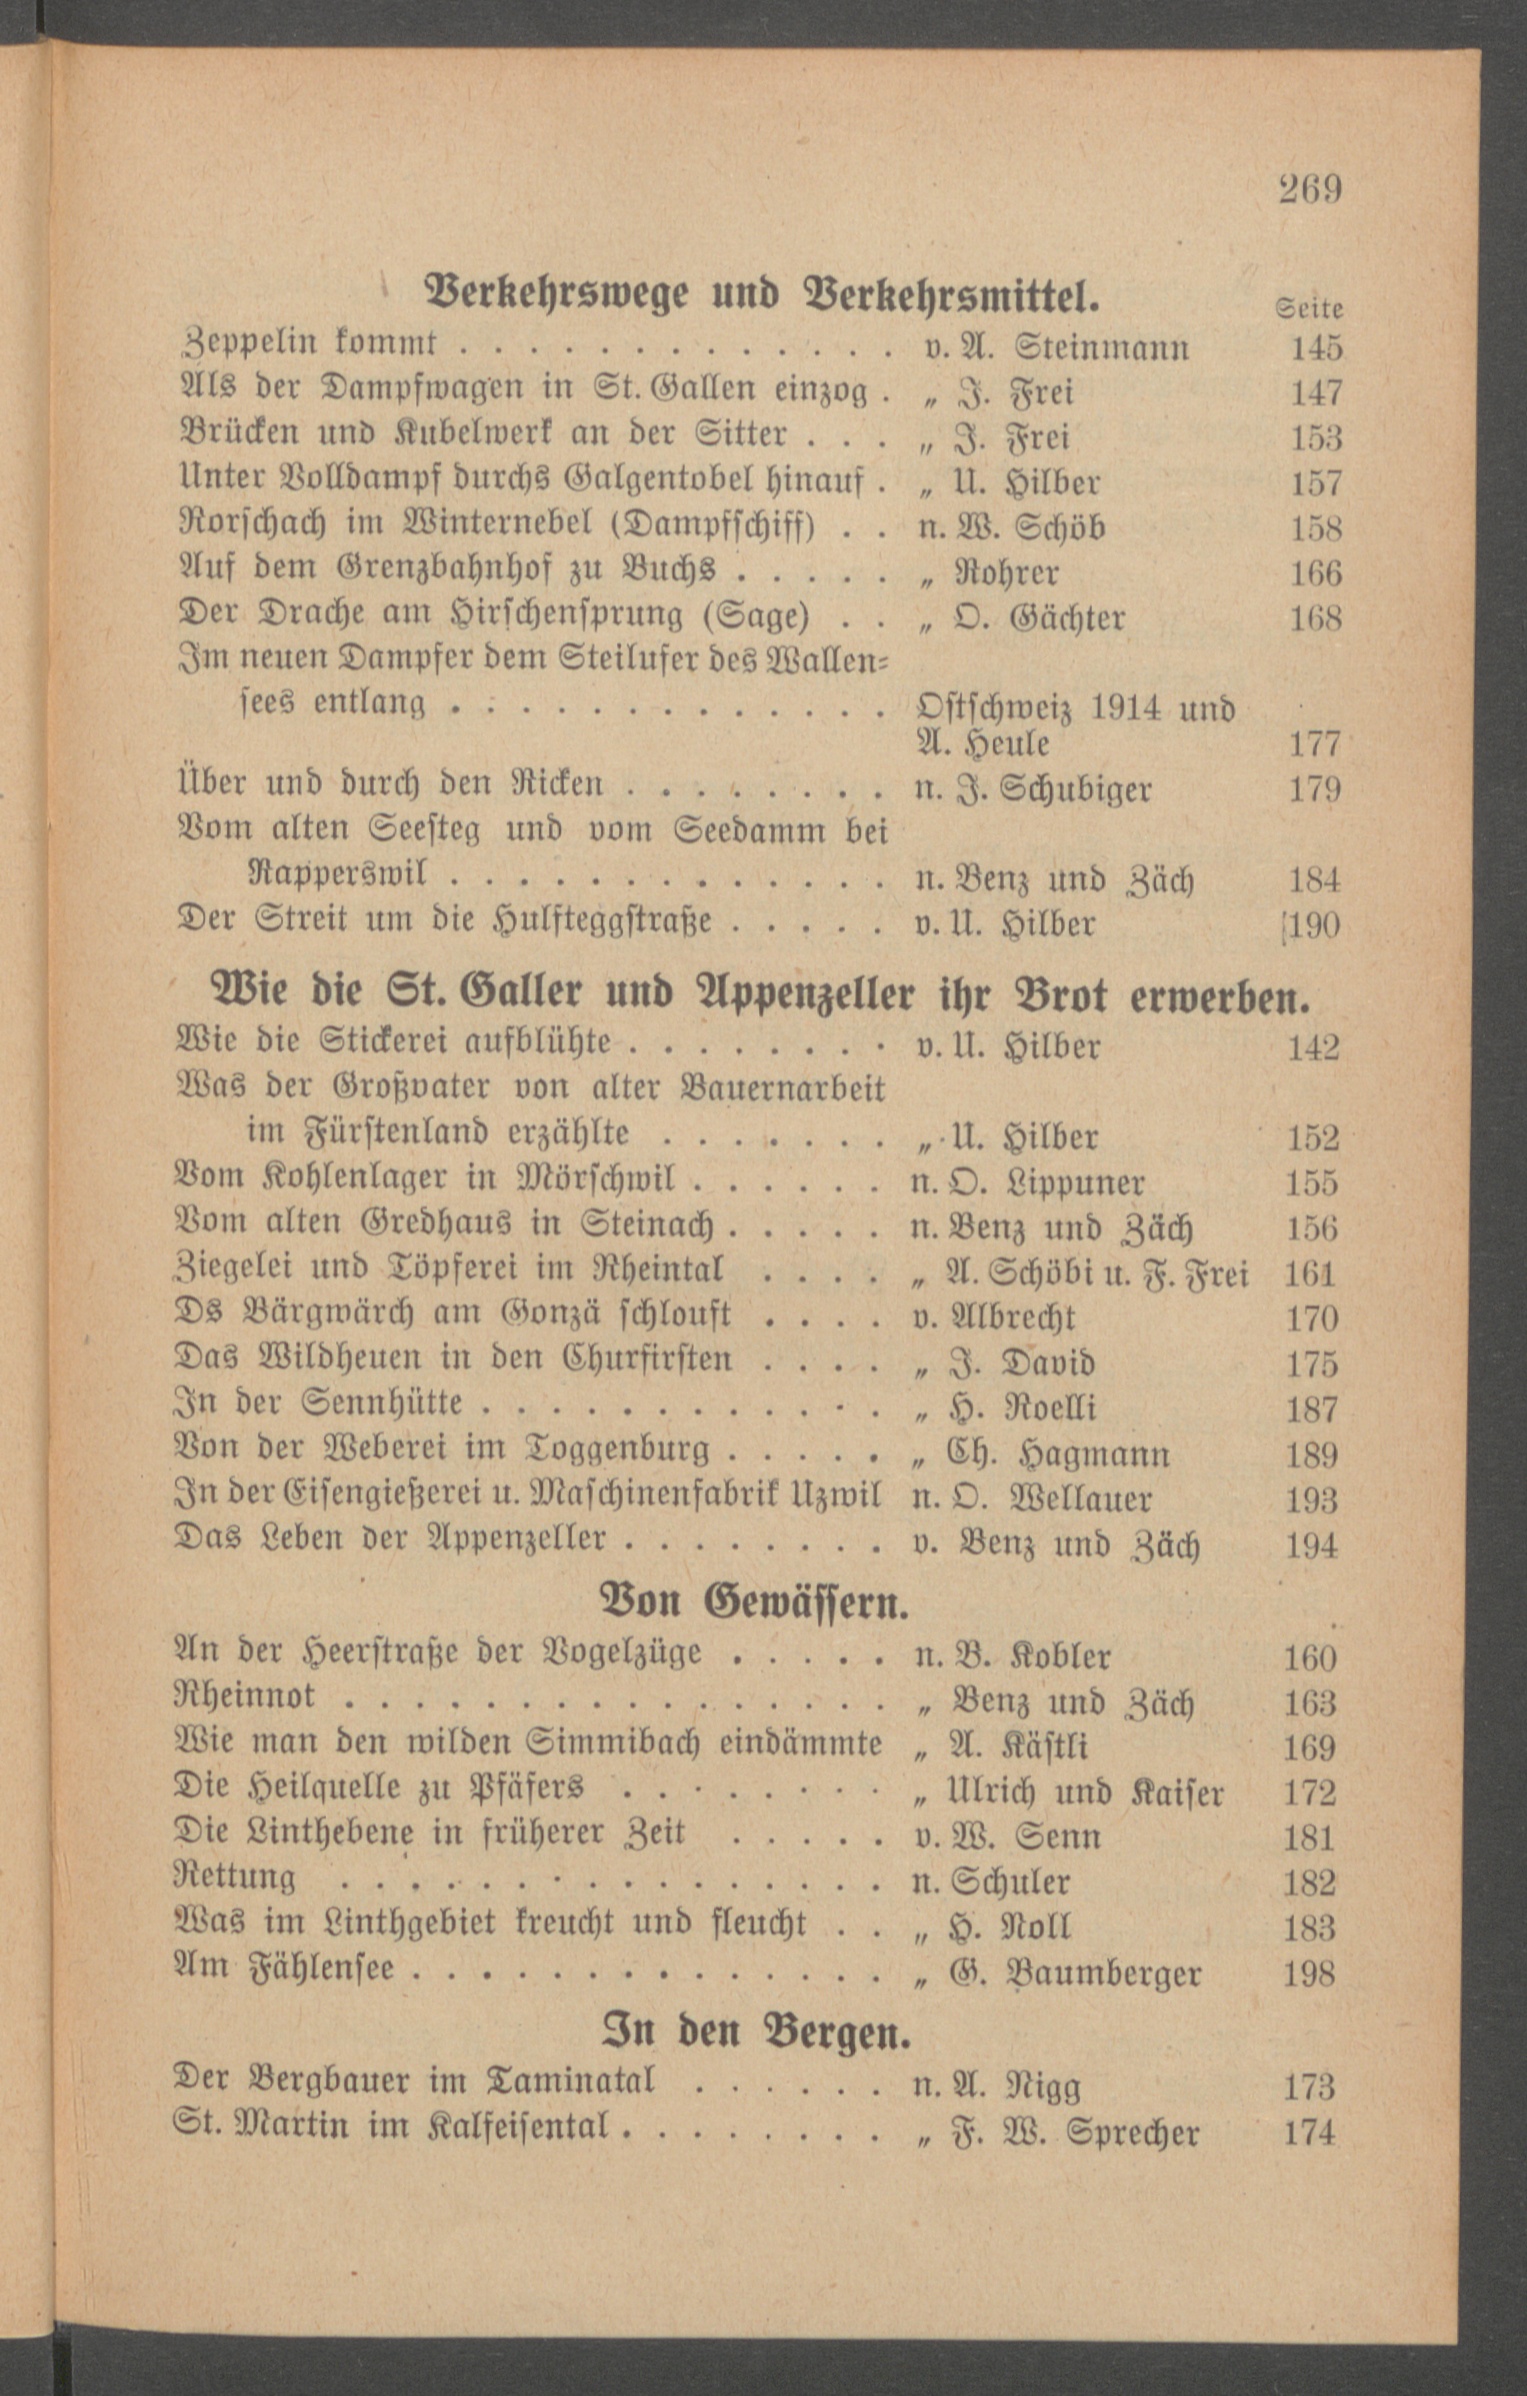 269
Verkehrswege und Verkehrsmittel.
Seite
Zeppelin kommt . . . . . . . . . . . . . v. A. Steinmann 145
Als der Dampfwagen in St. Gallen einzog . „ J. Frei 147
Brücken und Kubelwerk an der Sitter . . . „ J. Frei 153
Unter Volldampf durchs Galgentobel hinauf . „ U. Hilber 157
Rorschach im Winternebel (Dampfschiff) . . n. W. Schöb 158
Auf dem Grenzbahnhof zu Buchs . . . . . „ Rohrer 166
Der Drache am Hirschensprung (Sage) . . „ O. Gächter 168
Im neuen Dampfer dem Steilufer des Wallen-
sees entlang . . . . . . . . . . . . . Ostschweiz 1914 und
A. Heule 177
Über und durch den Ricken . . . . . . . . n. J. Schubiger 179
Vom alten Seesteg und vom Seedamm bei
Rapperswil . . . . . . . . . . . . . n. Benz und Zäch 184
Der Streit um die Hulfteggstraße . . . . . v. U. Hilber 190
Wie die St. Galler und Appenzeller ihr Brot erwerben.
Wie die Stickerei aufblühte . . . . . . . . v. U. Hilber 142
Was der Großvater von alter Bauernarbeit
im Fürstenland erzählte . . . . . . . „ U. Hilber 152
Vom Kohlenlager in Mörschwil . . . . . . n. O. Lippuner 155
Vom alten Gredhaus in Steinach . . . . . n. Benz und Zäch 156
Ziegelei und Töpferei im Rheintal . . . . „ A. Schöbi u. F. Frei 161
Ds Bärgwärch am Gonzä schlouft . . . . v. Albrecht 170
Das Wildheuen in den Churfirsten . . . . „ J. David 175
In der Sennhütte . . . . . . . . . . . . „ H. Roelli 187
Von der Weberei im Toggenburg . . . . . „ Ch. Hagmann 189
In der Eisengießerei u. Maschinenfabrik Uzwil n. O. Wellauer 193
Das Leben der Appenzeller . . . . . . . . v. Benz und Zäch 194
Von Gewässern.
An der Heerstraße der Vogelzüge . . . . . n. B. Kobler 160
Rheinnot . . . . . . . . . . . . . . . . „ Benz und Zäch 163
Wie man den wilden Simmibach eindämmte „ A. Kästli 169
Die Heilquelle zu Pfäfers . . . . . . . . „ Ulrich und Kaiser 172
Die Linthebene in früherer Zeit . . . . . v. W. Senn 181
Rettung . . . . . . . . . . . . . . . . n. Schuler 182
Was im Linthgebiet kreucht und fleucht . . „ H. Noll 183
Am Fählensee . . . . . . . . . . . . . . „ G. Baumberger 198
In den Bergen.
Der Bergbauer im Taminatal . . . . . . n. A. Nigg 173
St. Martin im Kalfeisental . . . . . . . . „ F. W. Sprecher 174